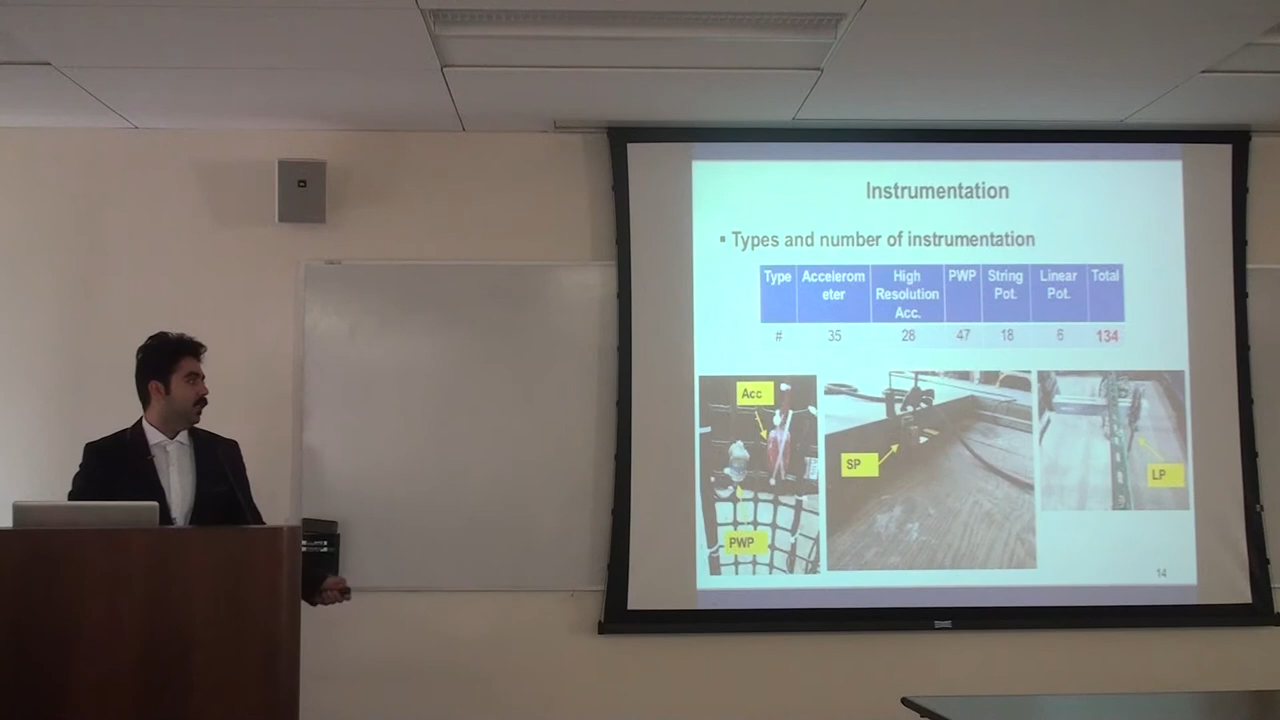 Instrumentation
▪ Types and number of instrumentation
Type Accelerom eter High Resolution Acc. PWP String Pot. Linear Pot. Total
# 35 28 47 18 6 134
Acc
SP
LP
PWP
14